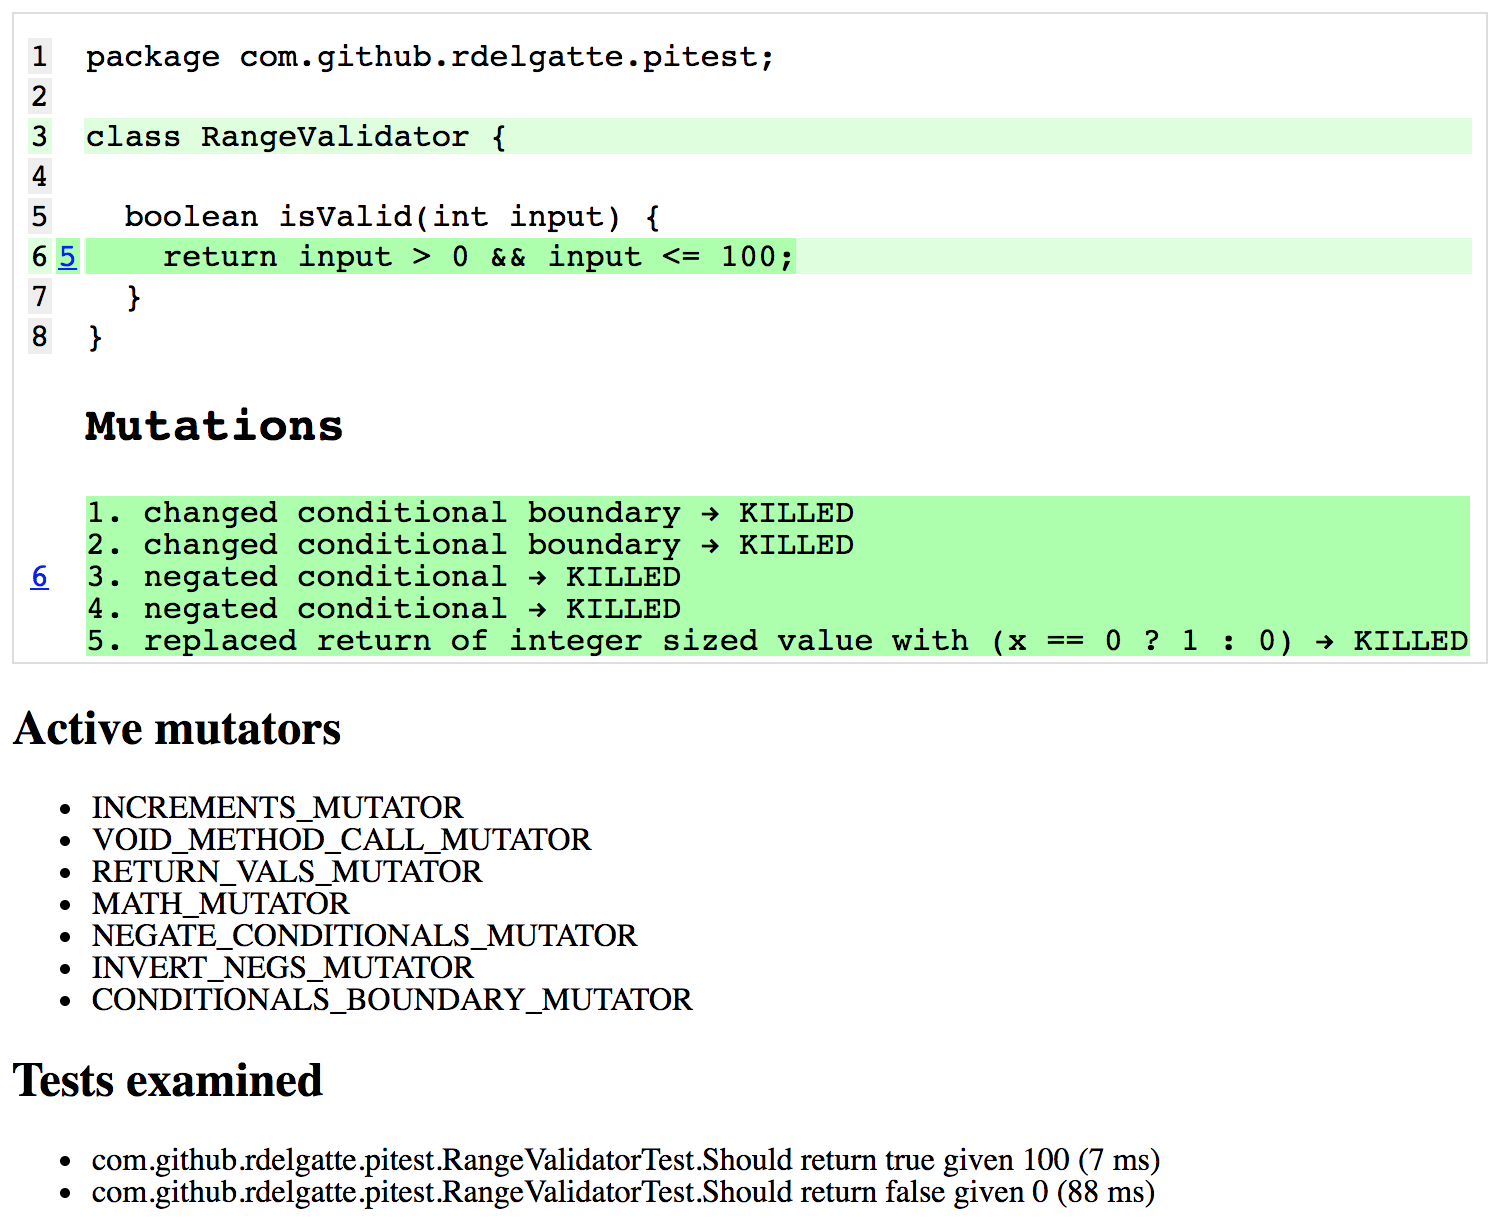 1 package com.github.rdelgatte.pitest;
2
3 class RangeValidator {
4
5 boolean isValid(int input) {
6 5 return input > 0 && input <= 100;
7 }
8 }
Mutations
1. changed conditional boundary → KILLED
2. changed conditional boundary → KILLED
6 3. negated conditional → KILLED
4. negated conditional → KILLED
5. replaced return of integer sized value with (x == 0 ? 1 : 0) → KILLED
Active mutators
• INCREMENTS_MUTATOR
• VOID_METHOD_CALL_MUTATOR
• RETURN_VALS_MUTATOR
• MATH_MUTATOR
• NEGATE_CONDITIONALS_MUTATOR
• INVERT_NEGS_MUTATOR
• CONDITIONALS_BOUNDARY_MUTATOR
Tests examined
• com.github.rdelgatte.pitest.RangeValidatorTest.Should return true given 100 (7 ms)
• com.github.rdelgatte.pitest.RangeValidatorTest.Should return false given 0 (88 ms)